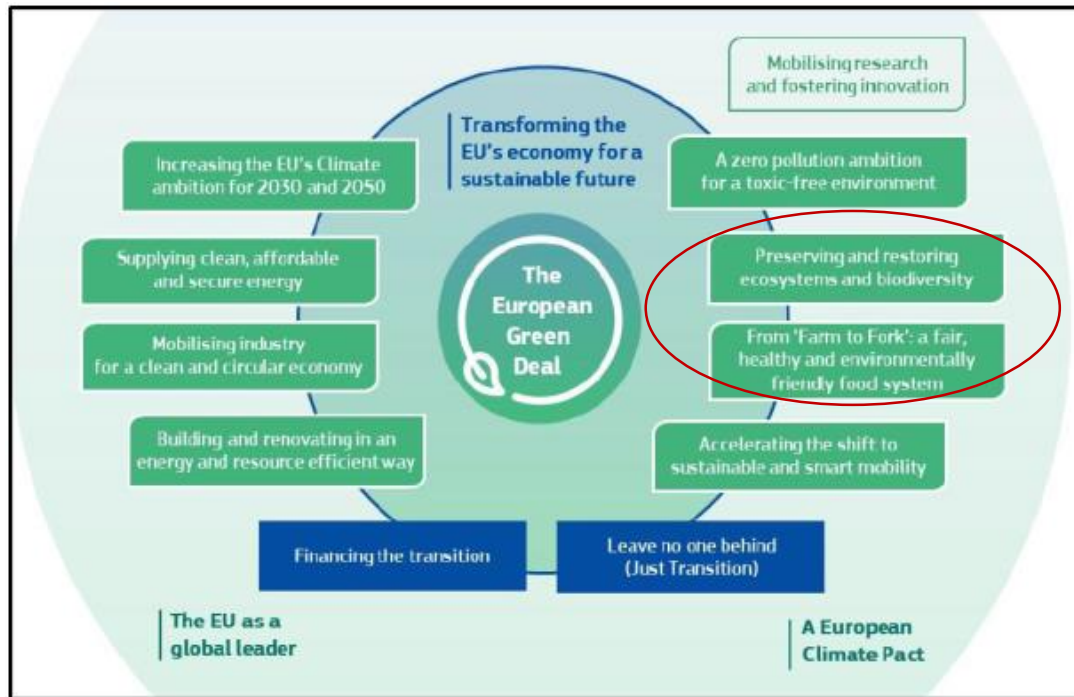 Mobilising research
and fostering innovation
Transforming the
EU's economy for a
sustainable future
Increasing the EU's Climate
ambition for 2030 and 2050
A zero pollution ambition
for a toxic-free environment
Supplying clean, affordable
and secure energy
Preserving and restoring
ecosystems and biodiversity
The
European
Green
Deal
Mobilising industry
for a clean and circular economy
From 'Farm to Fork': a fair,
healthy and environmentally
friendly food system
Building and renovating in an
energy and resource efficient way
Accelerating the shift to
sustainable and smart mobility
Financing the transition
Leave no one behind
(Just Transition)
The EU as a
global leader
A European
Climate Pact